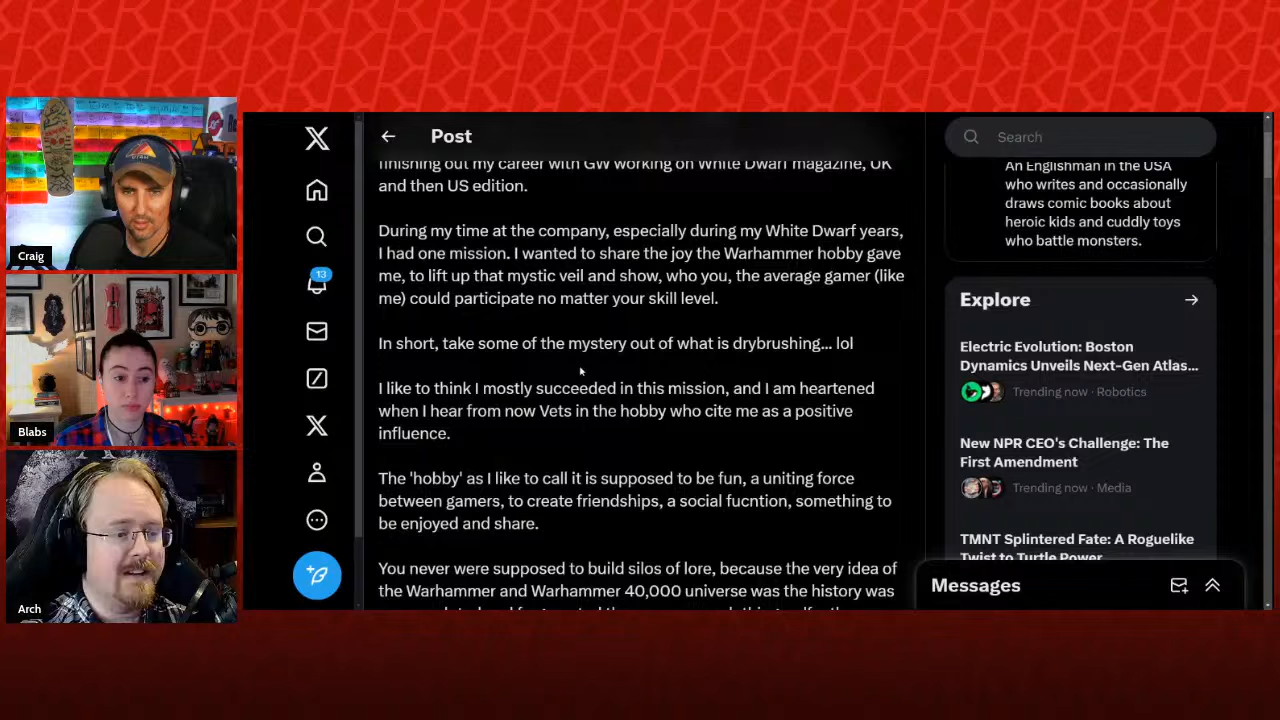 Post
finishing out my career with GW working on White Dwarf magazine, UK
and then US edition.
During my time at the company, especially during my White Dwarf years,
I had one mission. I wanted to share the joy the Warhammer hobby gave
me, to lift up that mystic veil and show, who you, the average gamer (like
me) could participate no matter your skill level.
In short, take some of the mystery out of what is drybrushing... lol
I like to think I mostly succeeded in this mission, and I am heartened
when I hear from now Vets in the hobby who cite me as a positive
influence.
The 'hobby' as I like to call it is supposed to be fun, a uniting force
between gamers, to create friendships, a social fucntion, something to
be enjoyed and share.
You never were supposed to build silos of lore, because the very idea of
the Warhammer and Warhammer 40,000 universe was the history was
13
Search
An Englishman in the USA
who writes and occasionally
draws comic books about
heroic kids and cuddly toys
who battle monsters.
Explore
Electric Evolution: Boston
Dynamics Unveils Next-Gen Atlas...
Trending now · Robotics
New NPR CEO's Challenge: The
First Amendment
Trending now · Media
TMNT Splintered Fate: A Roguelike
Twist to Turtle Power
Messages
Craig
Blabs
Arch